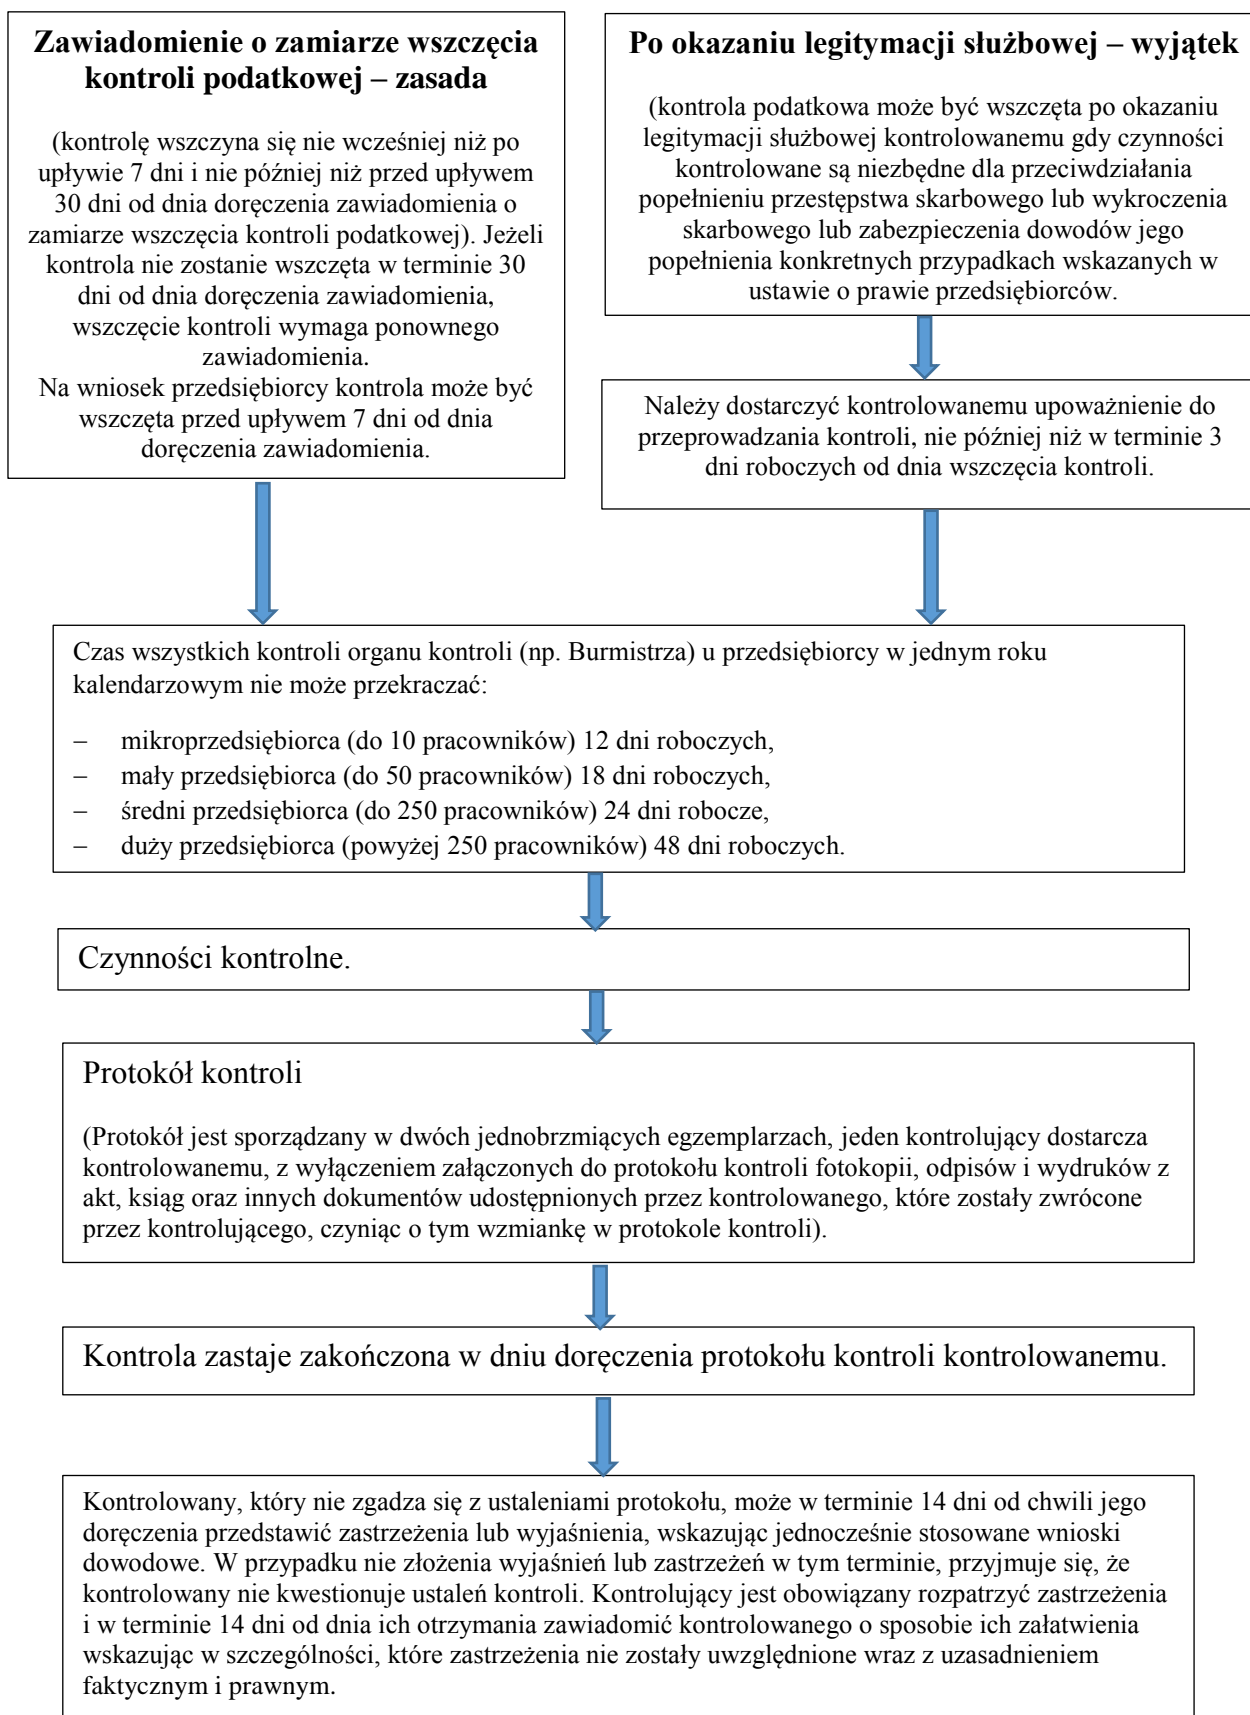 Zawiadomienie o zamiarze wszczęcia
kontroli podatkowej – zasada
(kontrolę wszczyna się nie wcześniej niż po
upływie 7 dni i nie później niż przed upływem
30 dni od dnia doręczenia zawiadomienia o
zamiarze wszczęcia kontroli podatkowej). Jeżeli
kontrola nie zostanie wszczęta w terminie 30
dni od dnia doręczenia zawiadomienia,
wszczęcie kontroli wymaga ponownego
zawiadomienia.
Na wniosek przedsiębiorcy kontrola może być
wszczęta przed upływem 7 dni od dnia
doręczenia zawiadomienia.
Po okazaniu legitymacji służbowej – wyjątek
(kontrola podatkowa może być wszczęta po okazaniu
legitymacji służbowej kontrolowanemu gdy czynności
kontrolowane są niezbędne dla przeciwdziałania
popełnieniu przestępstwa skarbowego lub wykroczenia
skarbowego lub zabezpieczenia dowodów jego
popełnienia konkretnych przypadkach wskazanych w
ustawie o prawie przedsiębiorców.
Należy dostarczyć kontrolowanemu upoważnienie do
przeprowadzania kontroli, nie później niż w terminie 3
dni roboczych od dnia wszczęcia kontroli.
Czas wszystkich kontroli organu kontroli (np. Burmistrza) u przedsiębiorcy w jednym roku
kalendarzowym nie może przekraczać:
– mikroprzedsiębiorca (do 10 pracowników) 12 dni roboczych,
– mały przedsiębiorca (do 50 pracowników) 18 dni roboczych,
– średni przedsiębiorca (do 250 pracowników) 24 dni robocze,
– duży przedsiębiorca (powyżej 250 pracowników) 48 dni roboczych.
Czynności kontrolne.
Protokół kontroli
(Protokół jest sporządzany w dwóch jednobrzmiących egzemplarzach, jeden kontrolujący dostarcza
kontrolowanemu, z wyłączeniem załączonych do protokołu kontroli fotokopii, odpisów i wydruków z
akt, ksiąg oraz innych dokumentów udostępnionych przez kontrolowanego, które zostały zwrócone
przez kontrolującego, czyniąc o tym wzmiankę w protokole kontroli).
Kontrola zastaje zakończona w dniu doręczenia protokołu kontroli kontrolowanemu.
Kontrolowany, który nie zgadza się z ustaleniami protokołu, może w terminie 14 dni od chwili jego
doręczenia przedstawić zastrzeżenia lub wyjaśnienia, wskazując jednocześnie stosowane wnioski
dowodowe. W przypadku nie złożenia wyjaśnień lub zastrzeżeń w tym terminie, przyjmuje się, że
kontrolowany nie kwestionuje ustaleń kontroli. Kontrolujący jest obowiązany rozpatrzyć zastrzeżenia
i w terminie 14 dni od dnia ich otrzymania zawiadomić kontrolowanego o sposobie ich załatwienia
wskazując w szczególności, które zastrzeżenia nie zostały uwzględnione wraz z uzasadnieniem
faktycznym i prawnym.